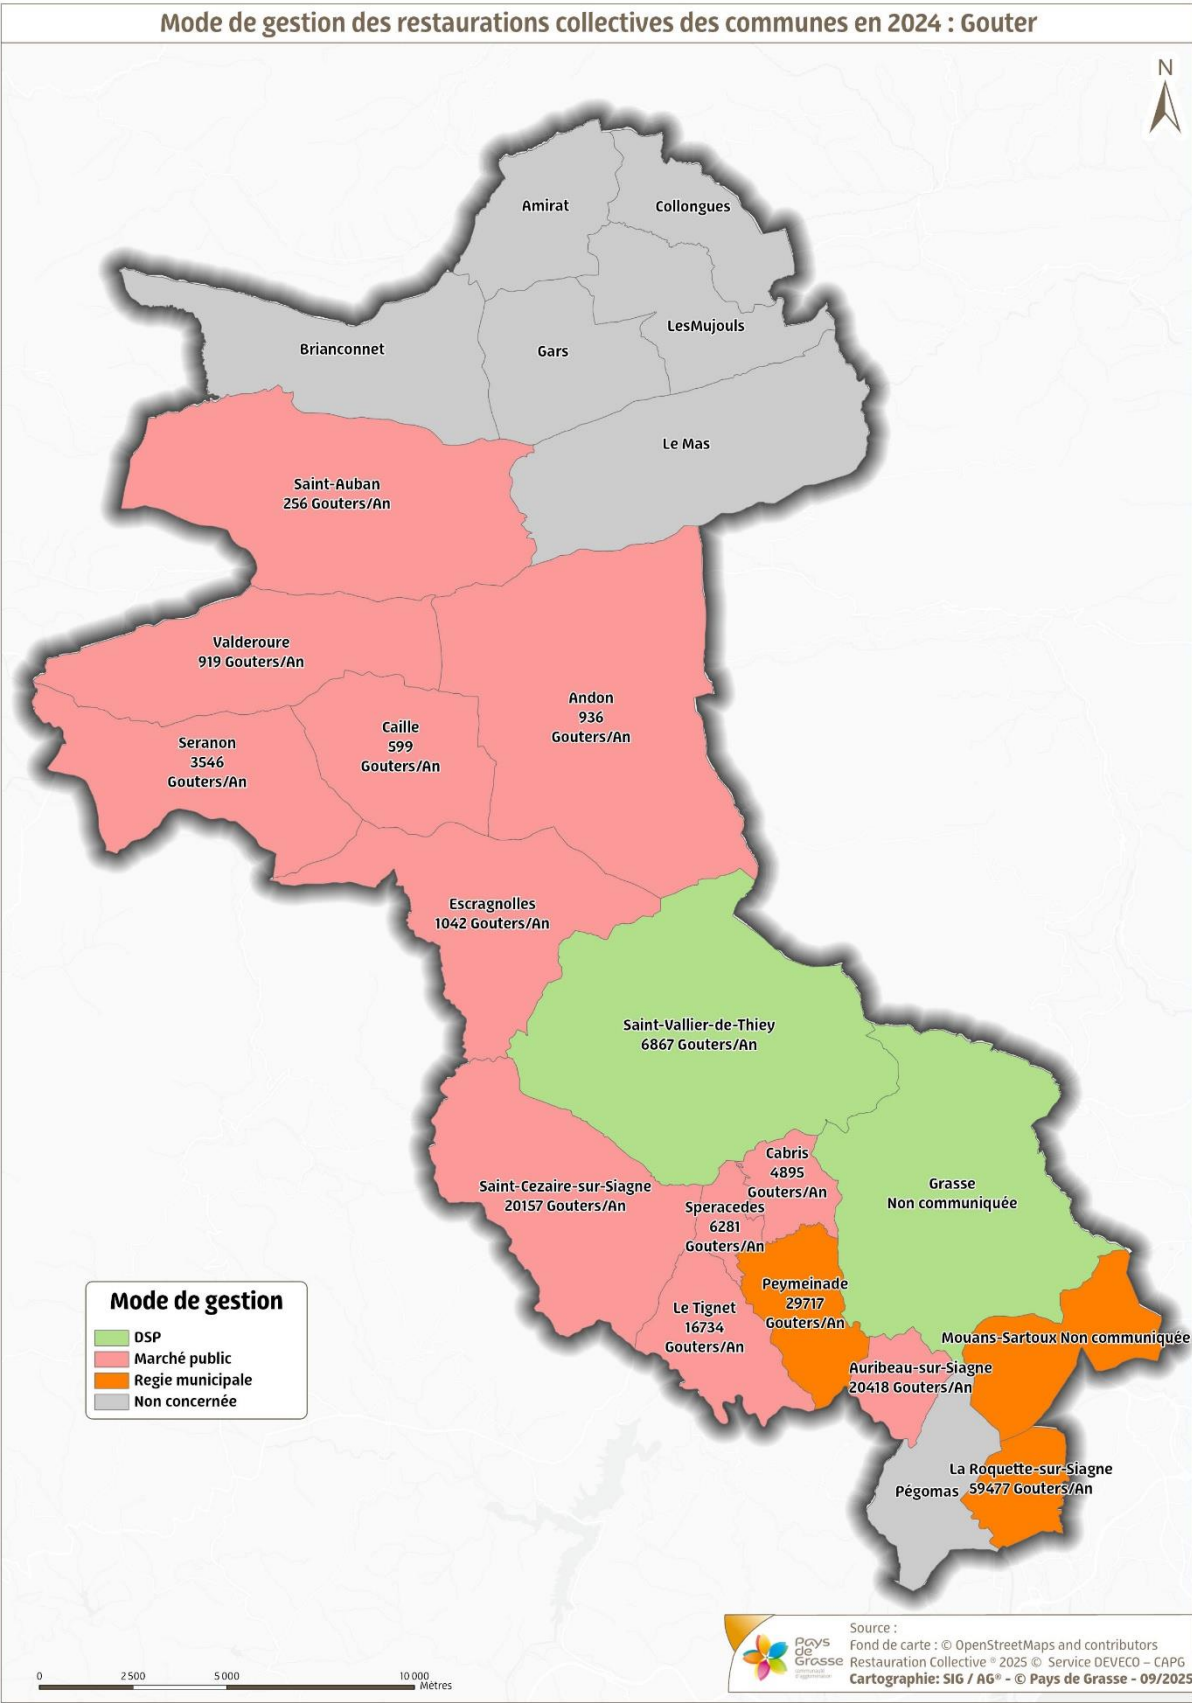 Mode de gestion des restaurations collectives des communes en 2024 : Gouter
N
Amirat
Collongues
LesMujouls
Brianconnet
Gars
Le Mas
Saint-Auban
256 Gouters/An
Valderoure
919 Gouters/An
Andon
936
Gouters/An
Caille
599
Gouters/An
Seranon
3546
Gouters/An
Escragnolles
1042 Gouters/An
Saint-Vallier-de-Thiey
6867 Gouters/An
Cabris
4895
Gouters/An
Grasse
Non communiquée
Saint-Cezaire-sur-Siagne
20157 Gouters/An
Speracedes
6281
Gouters/An
Peymeinade
29717
Gouters/An
Le Tignet
16734
Gouters/An
Mouans-Sartoux Non communiquée
Auribeau-sur-Siagne
20418 Gouters/An
La Roquette-sur-Siagne
59477 Gouters/An
Pégomas
Mode de gestion
DSP
Marché public
Regie municipale
Non concernée
0 2 500 5 000 10 000
Mètres
Pays
de
Grasse
communauté
d'agglomération
Source :
Fond de carte : © OpenStreetMaps and contributors
Restauration Collective ® 2025 © Service DEVECO – CAPG
Cartographie: SIG / AG® - © Pays de Grasse - 09/2025